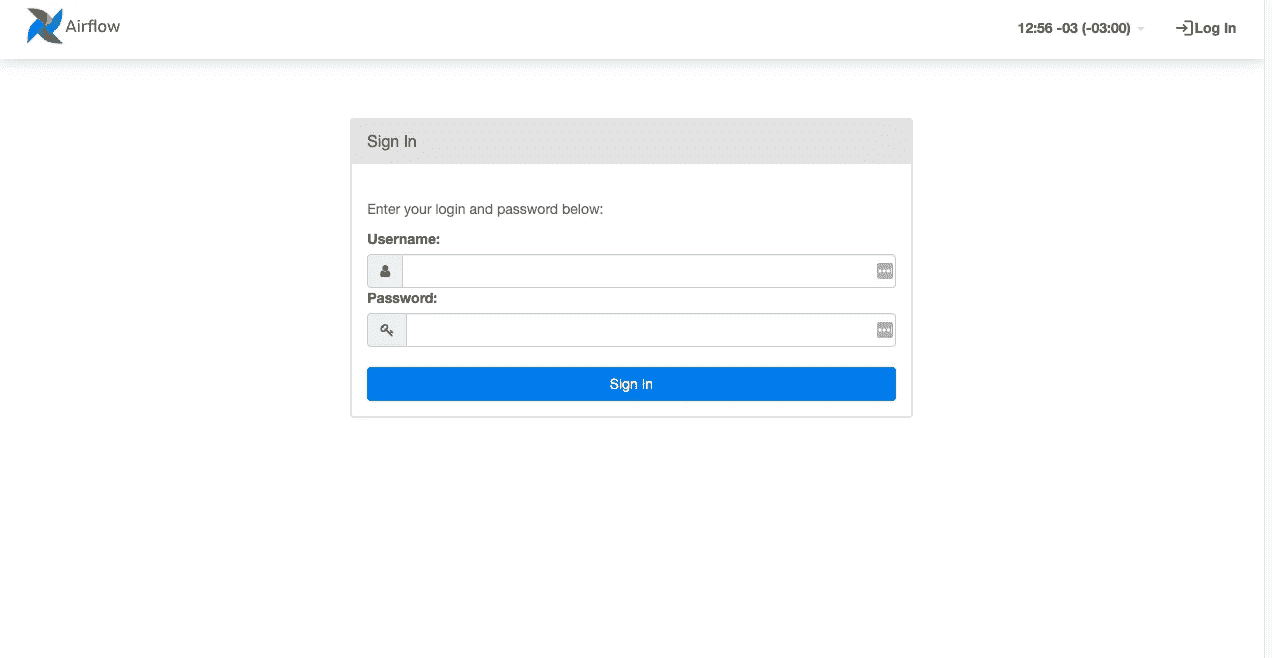 Airflow
12:56 -03 (-03:00)
Log In
Sign In
Enter your login and password below:
Username:
Password:
Sign In